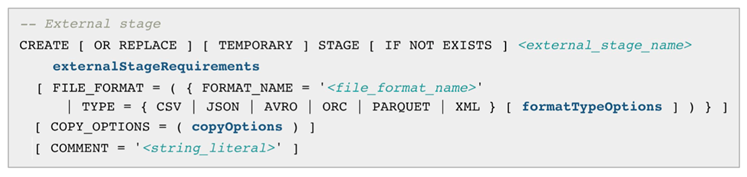 -- External stage
CREATE [ OR REPLACE ] [ TEMPORARY ] STAGE [ IF NOT EXISTS ] <external_stage_name>
externalStageRequirements
[ FILE_FORMAT = ( { FORMAT_NAME = '<file_format_name>'
| TYPE = { CSV | JSON | AVRO | ORC | PARQUET | XML } [ formatTypeOptions ] ) } ]
[ COPY_OPTIONS = ( copyOptions ) ]
[ COMMENT = '<string_literal>' ]